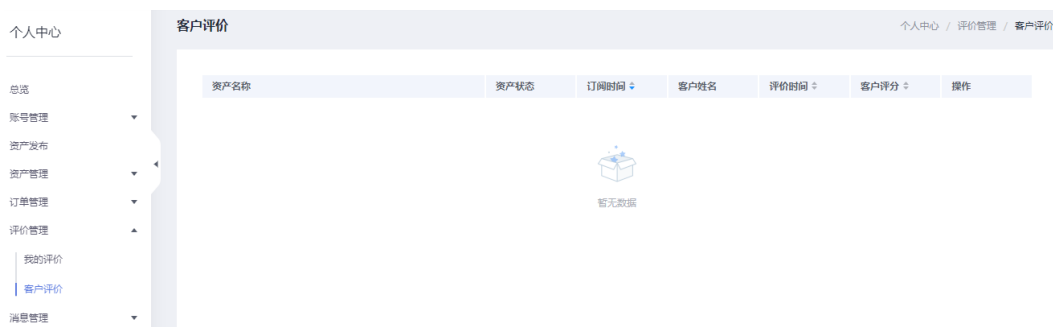 个人中心
总览
账号管理
资产发布
资产管理
订单管理
评价管理
我的评价
客户评价
消息管理
客户评价
个人中心 / 评价管理 / 客户评价
资产名称 资产状态 订阅时间 客户姓名 评价时间 客户评分 操作
暂无数据